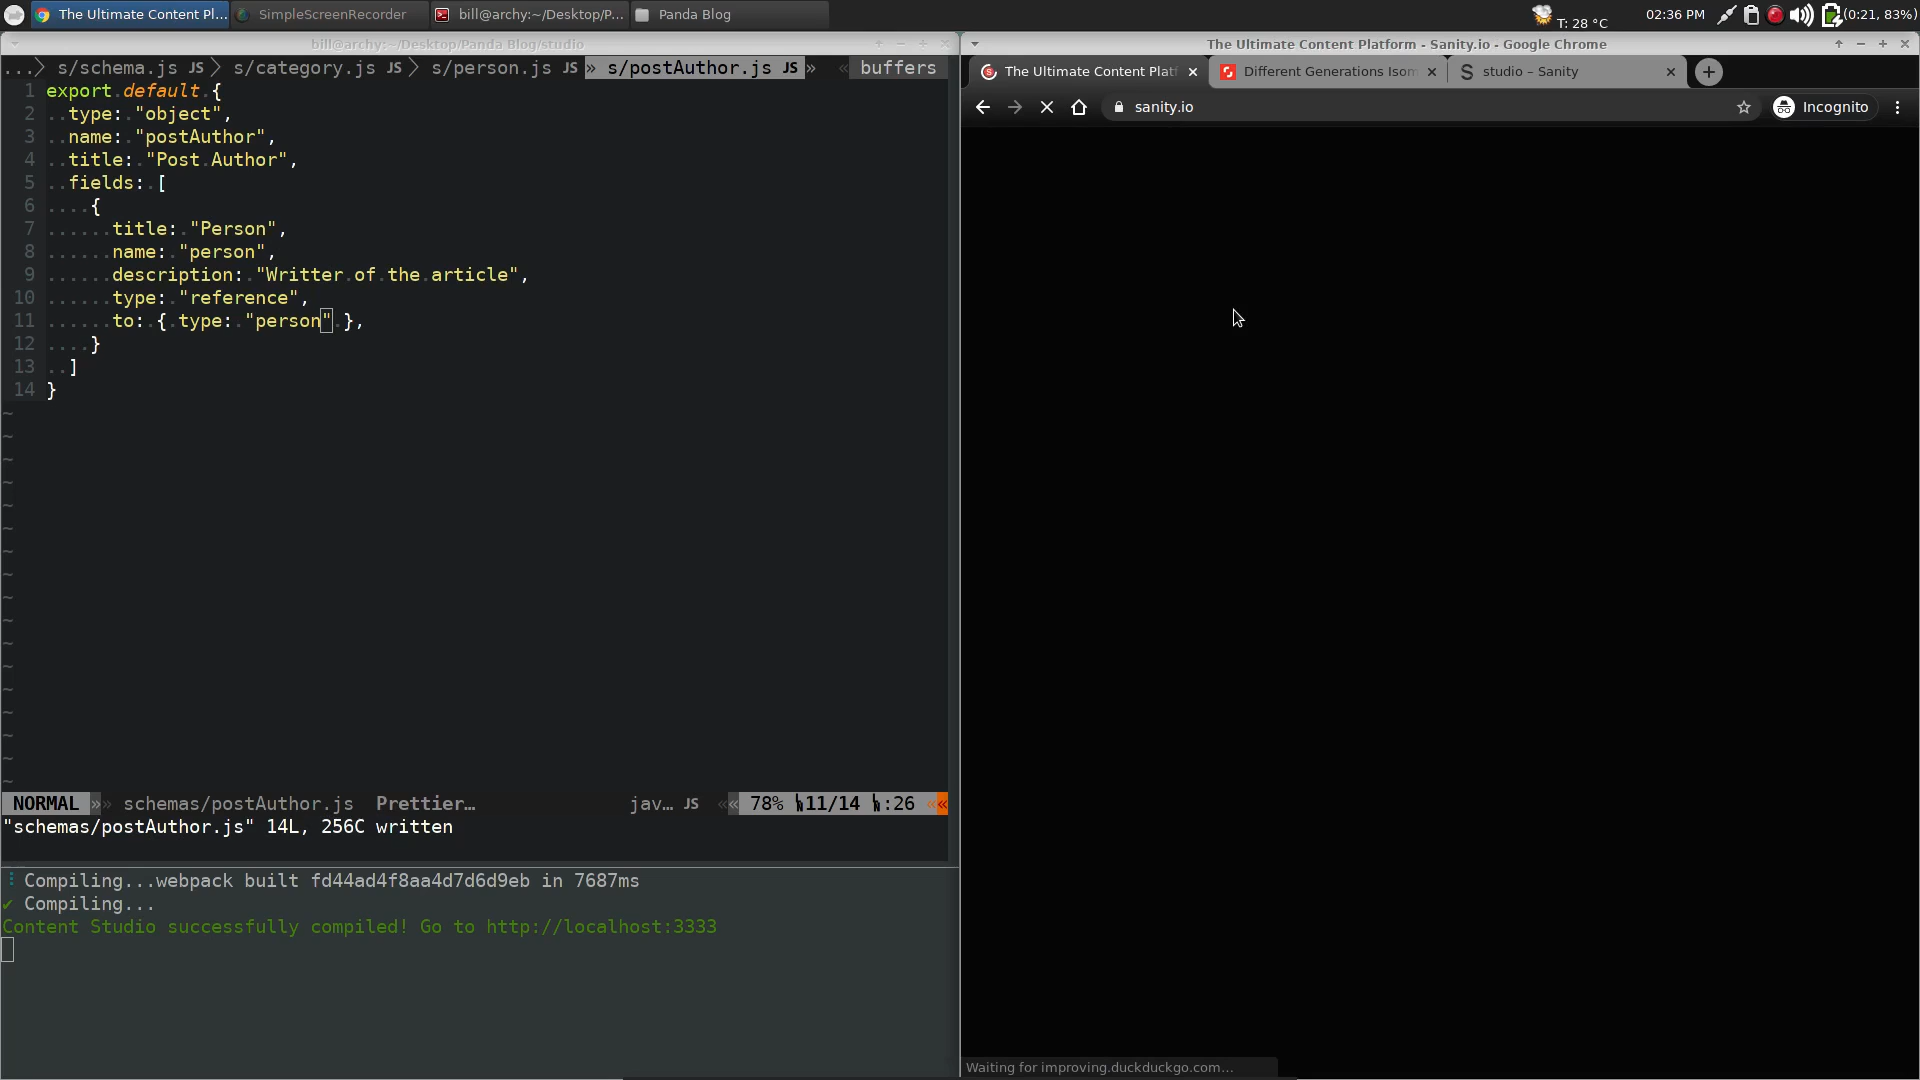 The Ultimate Content Pl...
SimpleScreenRecorder
bill@archy:~/Desktop/P...
Panda Blog
T: 28 °C
02:36 PM
(0:21, 83%)
bill@archy:~/Desktop/Panda Blog/studio
...> s/schema.js JS > s/category.js JS > s/person.js JS » s/postAuthor.js JS » « buffers
1 export default {
2 type: "object",
3 name: "postAuthor",
4 title: "Post Author",
5 fields: [
6 {
7 title: "Person",
8 name: "person",
9 description: "Writter of the article",
10 type: "reference",
11 to: { type: "person" },
12 }
13 ]
14 }
NORMAL »» schemas/postAuthor.js Prettier… jav… JS «« 78% 11/14 :26 ««
"schemas/postAuthor.js" 14L, 256C written
Compiling...webpack built fd44ad4f8aa4d7d6d9eb in 7687ms
✔ Compiling...
Content Studio successfully compiled! Go to http://localhost:3333
The Ultimate Content Platform - Sanity.io - Google Chrome
The Ultimate Content Platf
Different Generations Isom
studio – Sanity
sanity.io
Incognito
Waiting for improving.duckduckgo.com...